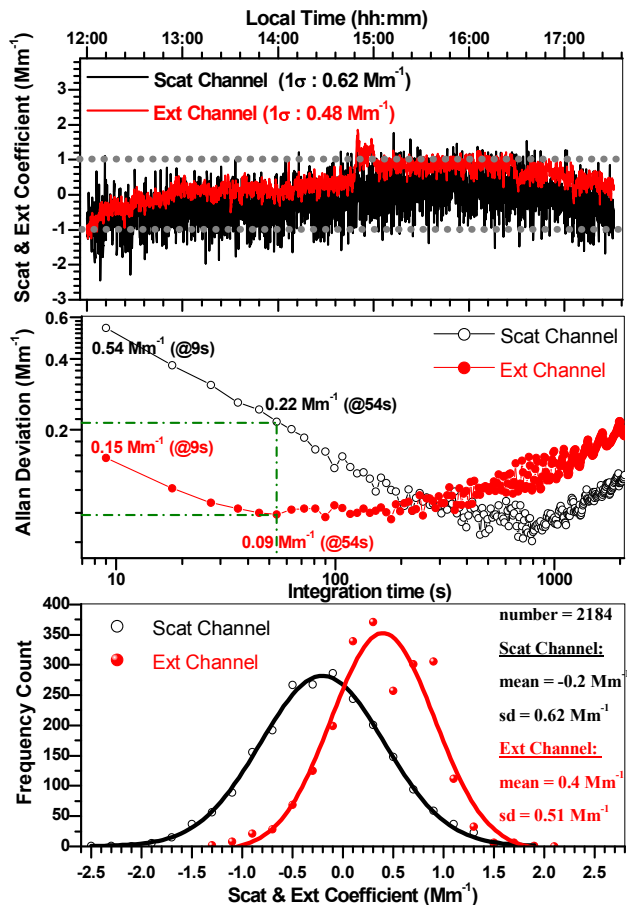 Local Time (hh:mm)
12:00 13:00 14:00 15:00 16:00 17:00
Scat & Ext Coefficient (Mm⁻¹)
3
2
1
0
-1
-2
-3
Scat Channel (1σ : 0.62 Mm⁻¹)
Ext Channel (1σ : 0.48 Mm⁻¹)
Allan Deviation (Mm⁻¹)
0.6
0.4
0.2
Scat Channel
Ext Channel
0.54 Mm⁻¹ (@9s)
0.22 Mm⁻¹ (@54s)
0.15 Mm⁻¹ (@9s)
0.09 Mm⁻¹ (@54s)
10 100 1000
Integration time (s)
Frequency Count
400
350
300
250
200
150
100
50
0
Scat Channel
Ext Channel
number = 2184
Scat Channel:
mean = -0.2 Mm⁻¹
sd = 0.62 Mm⁻¹
Ext Channel:
mean = 0.4 Mm⁻¹
sd = 0.51 Mm⁻¹
-2.5 -2.0 -1.5 -1.0 -0.5 0.0 0.5 1.0 1.5 2.0 2.5
Scat & Ext Coefficient (Mm⁻¹)